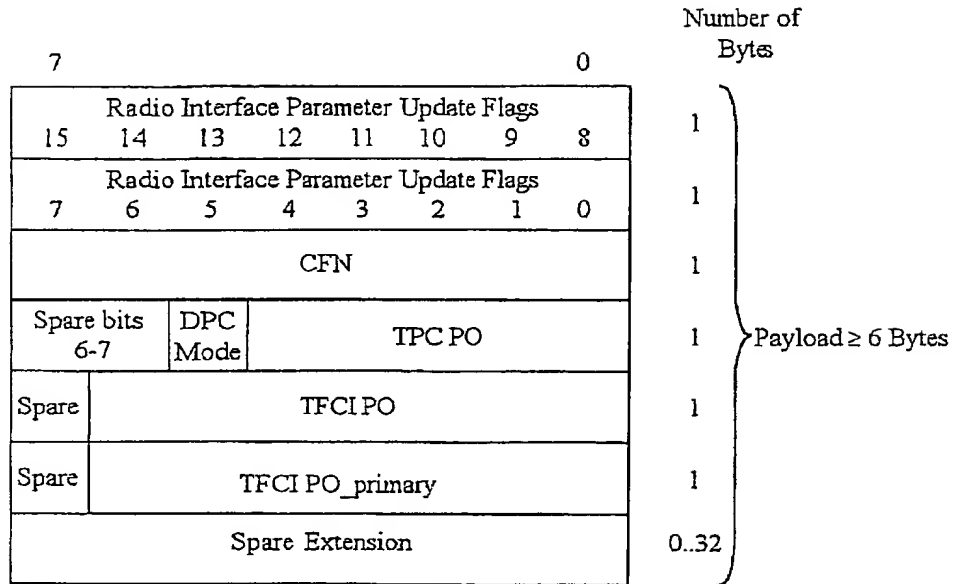 Number of
Bytes
7 0
Radio Interface Parameter Update Flags
15 14 13 12 11 10 9 8
1
Radio Interface Parameter Update Flags
7 6 5 4 3 2 1 0
1
CFN
1
Spare bits
6-7
DPC
Mode
TPC PO
1
Payload ≥ 6 Bytes
Spare
TFCI PO
1
Spare
TFCI PO_primary
1
Spare Extension
0..32